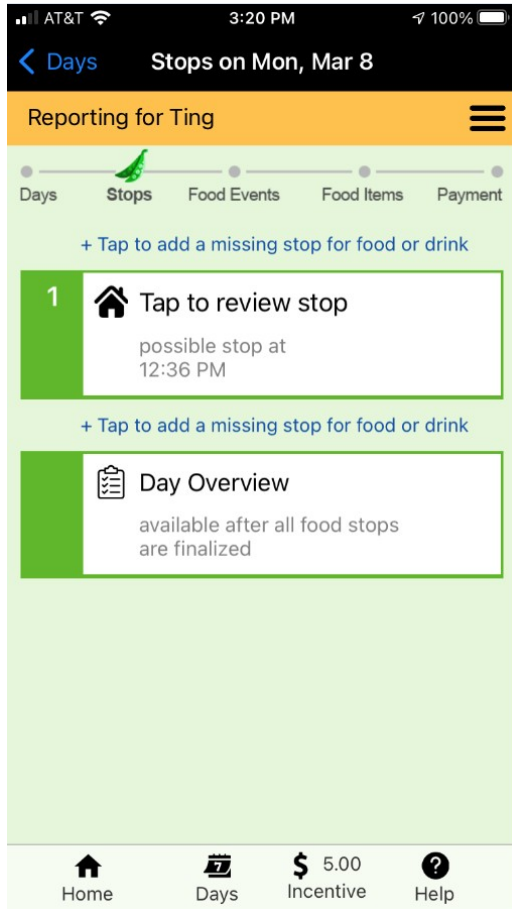 AT&T 3:20 PM 100%
Days Stops on Mon, Mar 8
Reporting for Ting
Days Stops Food Events Food Items Payment
+ Tap to add a missing stop for food or drink
1 Tap to review stop
possible stop at
12:36 PM
+ Tap to add a missing stop for food or drink
Day Overview
available after all food stops
are finalized
7 $ 5.00 ?
Home Days Incentive Help